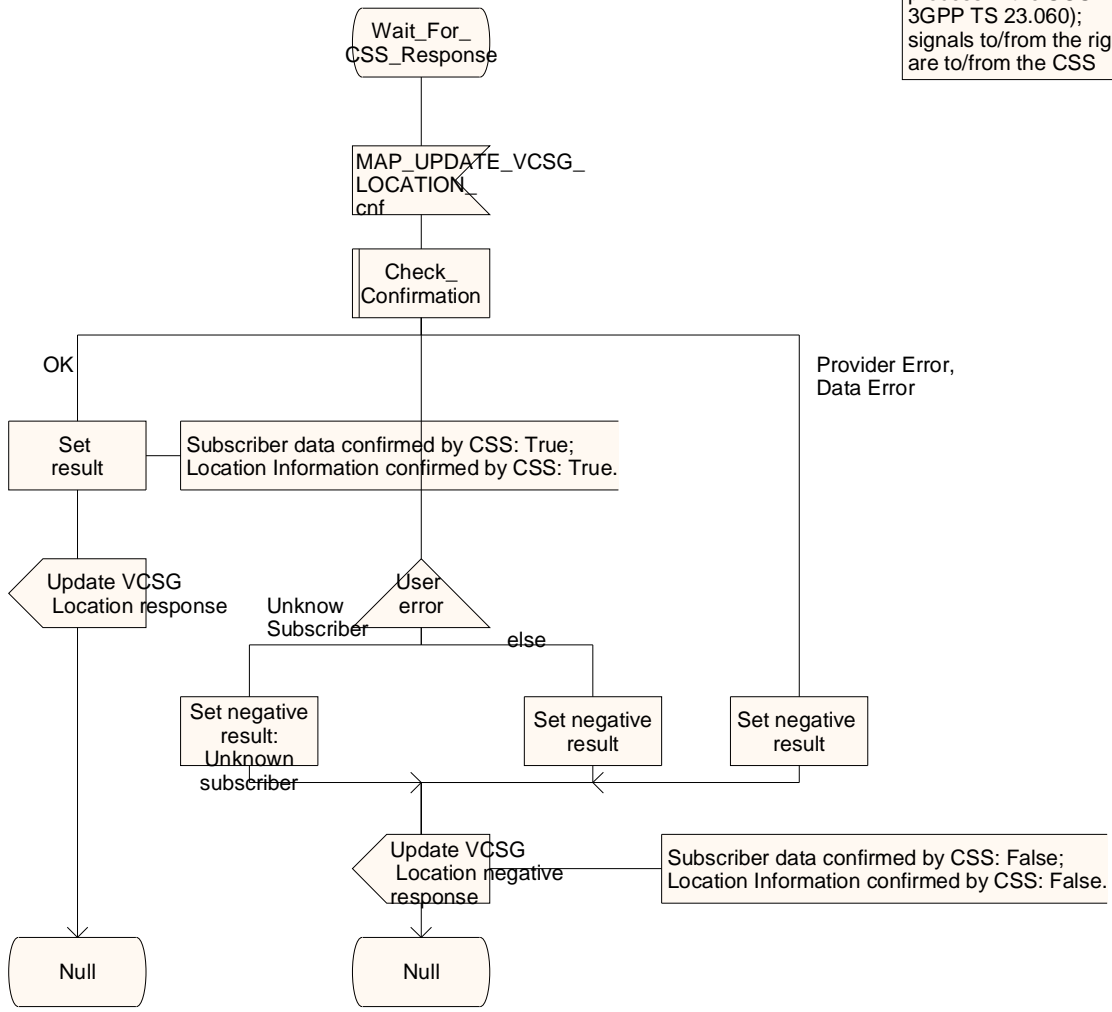 3GPP TS 23.060);
signals to/from the rig
are to/from the CSS
Wait_For_
CSS_Response
MAP_UPDATE_VCSG_
LOCATION_
cnf
Check_
Confirmation
OK
Provider Error,
Data Error
Set
result
Subscriber data confirmed by CSS: True;
Location Information confirmed by CSS: True.
Update VCSG
Location response
User
error
Unknow
Subscriber
else
Set negative
result:
Unknown
subscriber
Set negative
result
Set negative
result
Update VCSG
Location negative
response
Subscriber data confirmed by CSS: False;
Location Information confirmed by CSS: False.
Null
Null